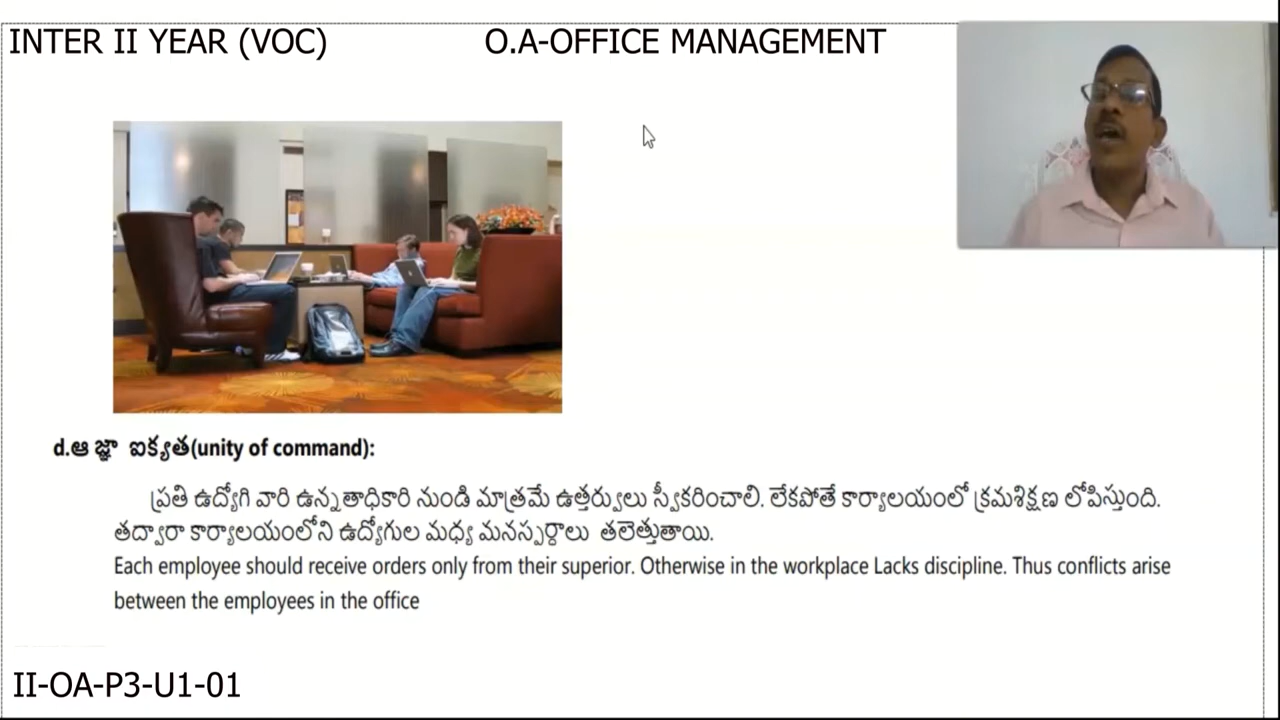 INTER II YEAR (VOC) O.A-OFFICE MANAGEMENT
d.ఆ జ్ఞా ఐక్యత(unity of command):
ప్రతి ఉద్యోగి వారి ఉన్నతాధికారి నుండి మాత్రమే ఉత్తర్వులు స్వీకరించాలి. లేకపోతే కార్యాలయంలో క్రమశిక్షణ లోపిస్తుంది.
తద్వారా కార్యాలయంలోని ఉద్యోగుల మధ్య మనస్పర్దాలు తలెత్తుతాయి.
Each employee should receive orders only from their superior. Otherwise in the workplace Lacks discipline. Thus conflicts arise
between the employees in the office
II-OA-P3-U1-01